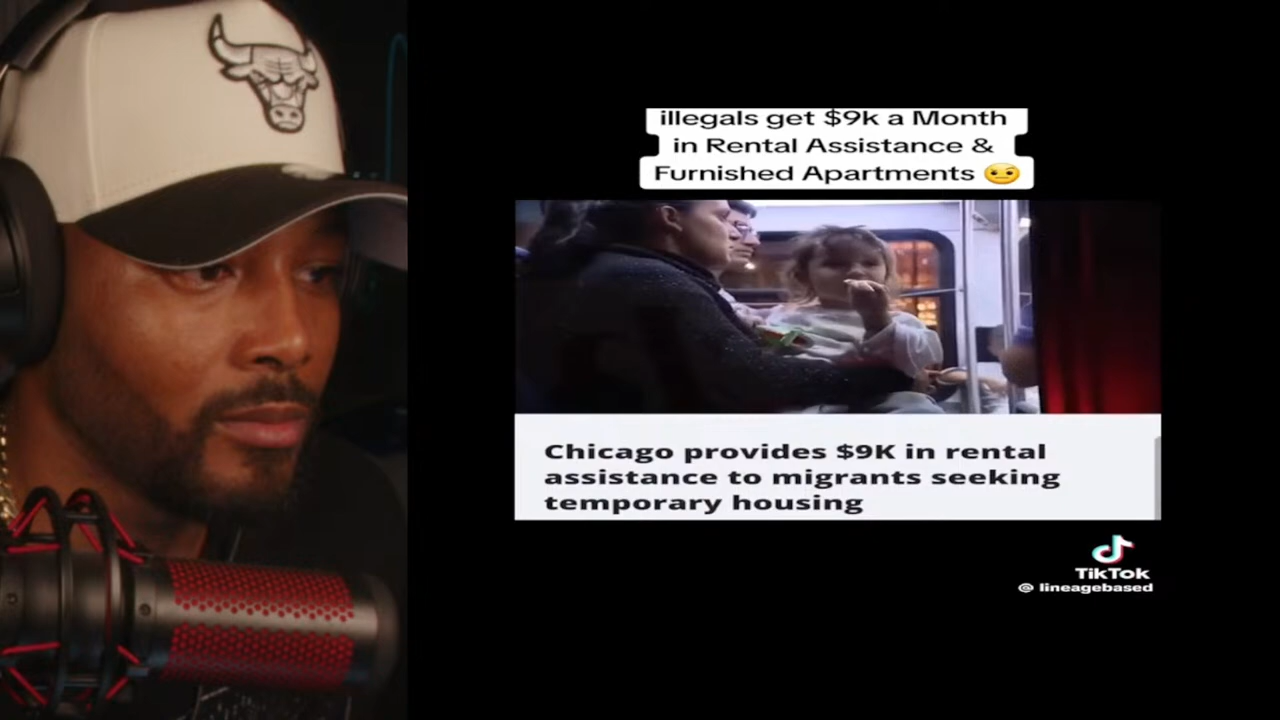 illegals get $9k a Month
in Rental Assistance &
Furnished Apartments 🤨
Chicago provides $9K in rental
assistance to migrants seeking
temporary housing
TikTok
@ lineagebased